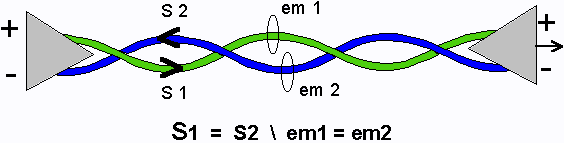 S 2 em 1
+ +
- -
S 1 em 2
S1 = S2 \ em1 = em2